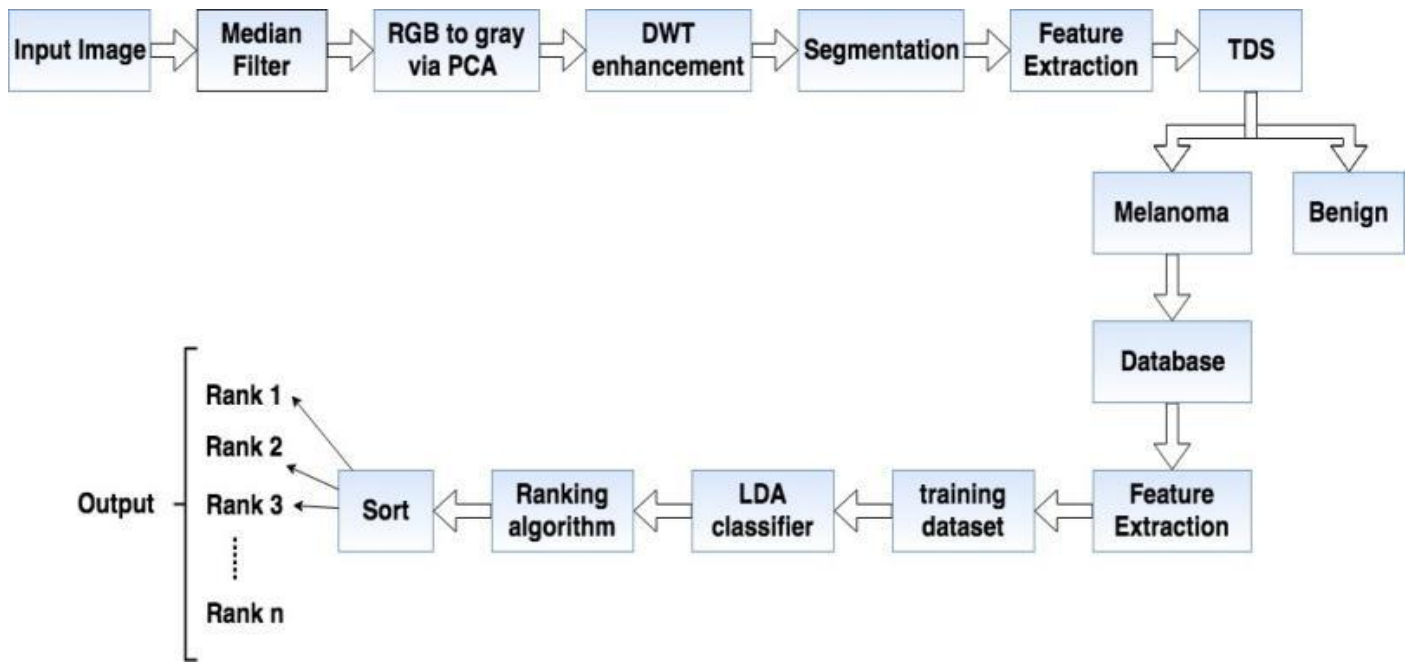 Input Image
Median
Filter
RGB to gray
via PCA
DWT
enhancement
Segmentation
Feature
Extraction
TDS
Melanoma
Benign
Database
Feature
Extraction
training
dataset
LDA
classifier
Ranking
algorithm
Sort
Rank 1
Rank 2
Rank 3
Rank n
Output